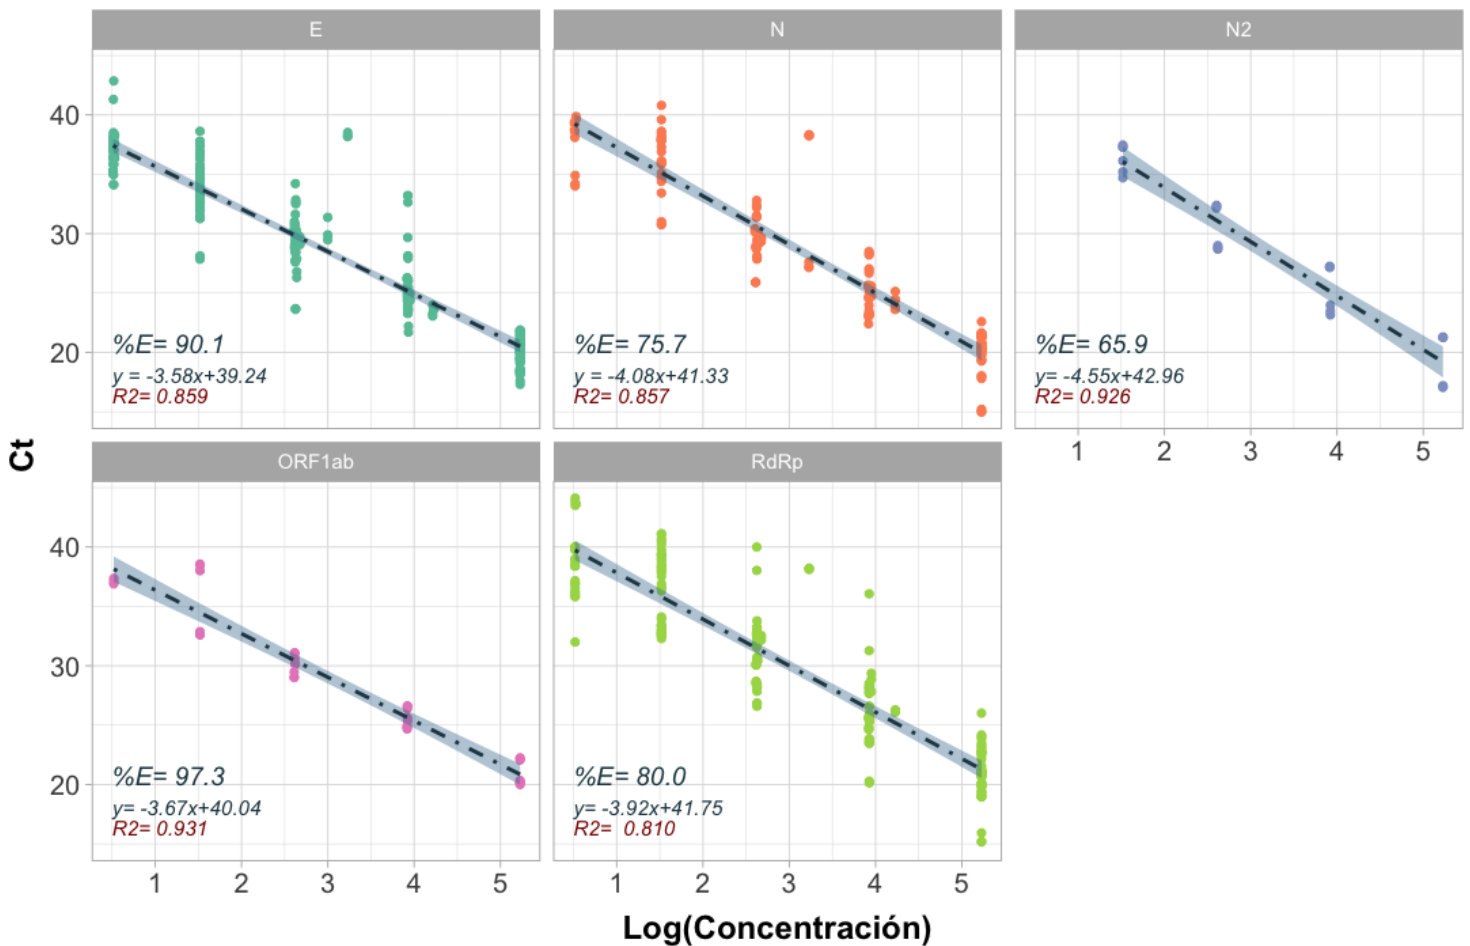 E
N
N2
40
30
20
%E= 90.1
y = -3.58x+39.24
R2= 0.859
%E= 75.7
y = -4.08x+41.33
R2= 0.857
%E= 65.9
y= -4.55x+42.96
R2= 0.926
1 2 3 4 5
Ct
ORF1ab
RdRp
40
30
20
%E= 97.3
y= -3.67x+40.04
R2= 0.931
%E= 80.0
y= -3.92x+41.75
R2= 0.810
1 2 3 4 5
1 2 3 4 5
Log(Concentración)